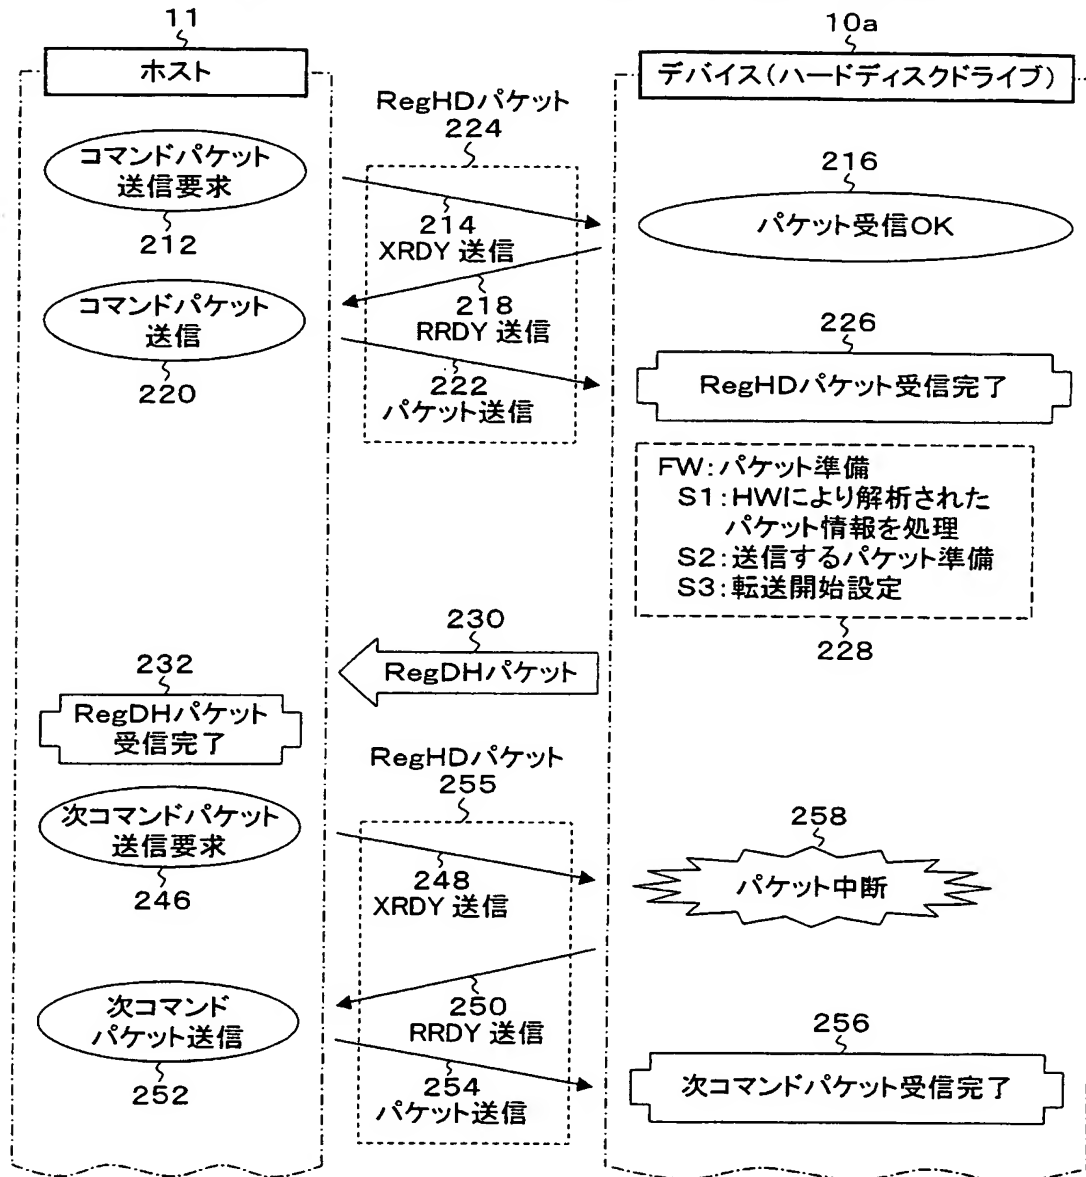 11
ホスト
10a
デバイス(ハードディスクドライブ)
RegHDパケット
224
コマンドパケット
送信要求
212
214
XRDY 送信
216
パケット受信OK
218
RRDY 送信
コマンドパケット
送信
220
222
パケット送信
226
RegHDパケット受信完了
FW:パケット準備
S1:HWにより解析された
パケット情報を処理
S2:送信するパケット準備
S3:転送開始設定
228
230
RegDHパケット
232
RegDHパケット
受信完了
RegHDパケット
255
次コマンドパケット
送信要求
246
248
XRDY 送信
258
パケット中断
250
RRDY 送信
次コマンド
パケット送信
252
254
パケット送信
256
次コマンドパケット受信完了